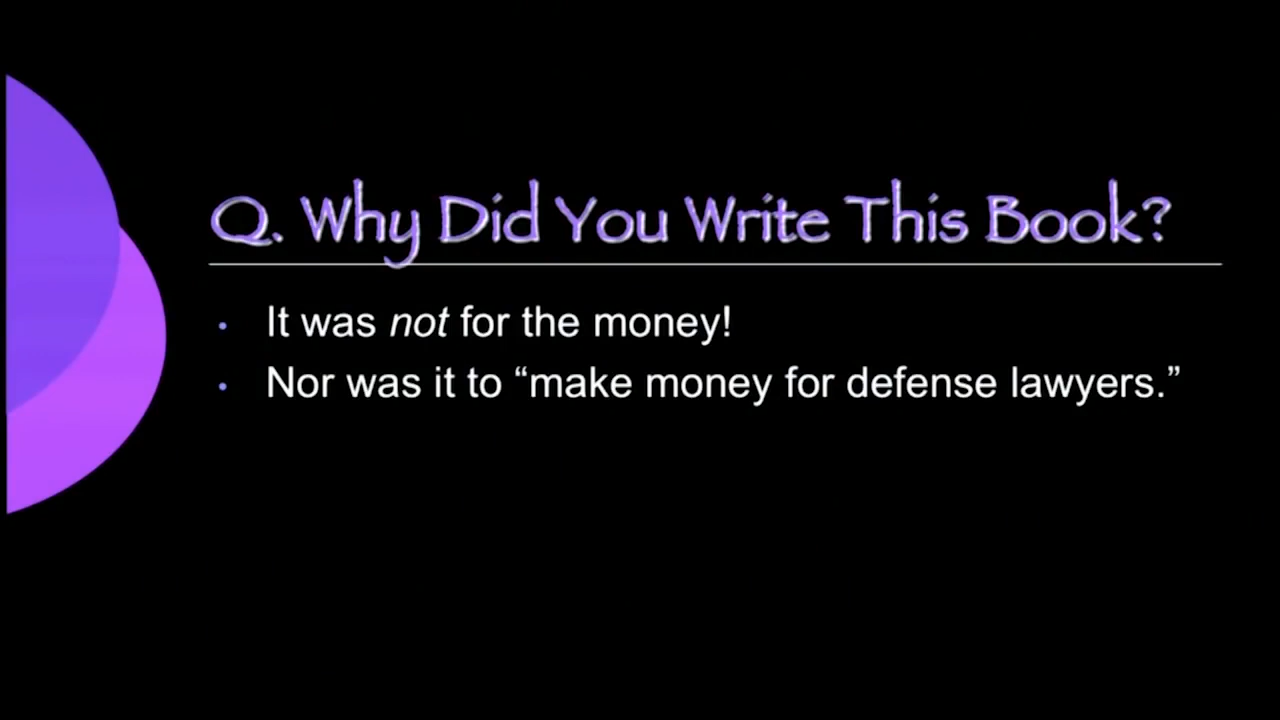 Q. Why Did You Write This Book?
• It was not for the money!
• Nor was it to “make money for defense lawyers.”